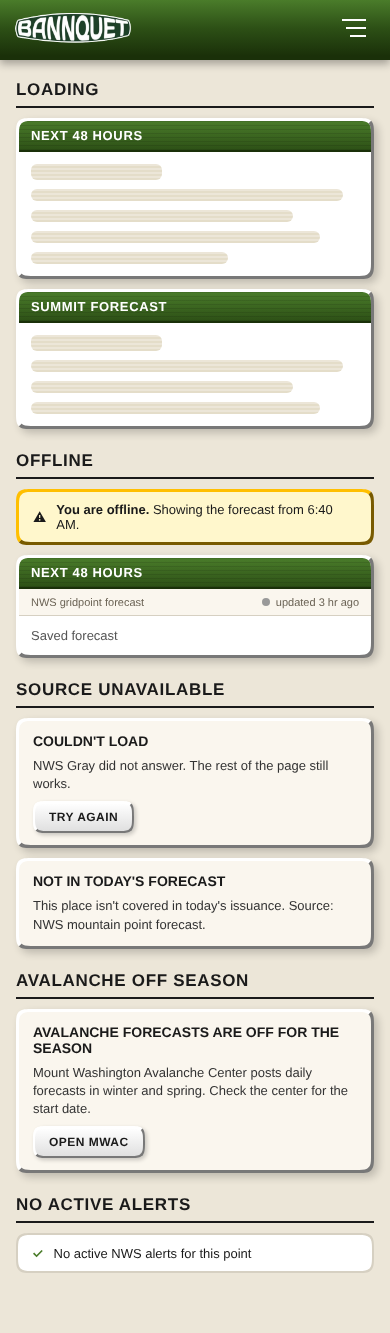 BANNQUET
LOADING
NEXT 48 HOURS
SUMMIT FORECAST
OFFLINE
You are offline. Showing the forecast from 6:40
AM.
NEXT 48 HOURS
NWS gridpoint forecast
updated 3 hr ago
Saved forecast
SOURCE UNAVAILABLE
COULDN'T LOAD
NWS Gray did not answer. The rest of the page still
works.
TRY AGAIN
NOT IN TODAY'S FORECAST
This place isn't covered in today's issuance. Source:
NWS mountain point forecast.
AVALANCHE OFF SEASON
AVALANCHE FORECASTS ARE OFF FOR THE
SEASON
Mount Washington Avalanche Center posts daily
forecasts in winter and spring. Check the center for the
start date.
OPEN MWAC
NO ACTIVE ALERTS
No active NWS alerts for this point